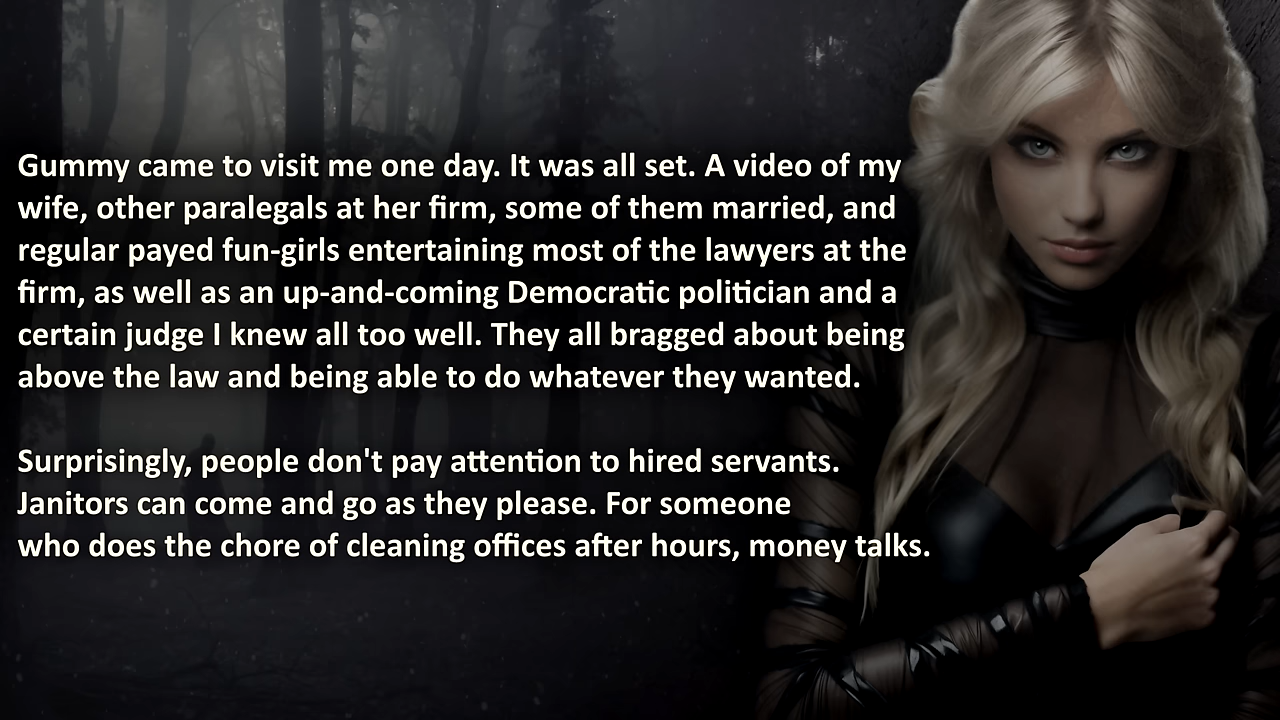 Gummy came to visit me one day. It was all set. A video of my
wife, other paralegals at her firm, some of them married, and
regular payed fun-girls entertaining most of the lawyers at the
firm, as well as an up-and-coming Democratic politician and a
certain judge I knew all too well. They all bragged about being
above the law and being able to do whatever they wanted.
Surprisingly, people don't pay attention to hired servants.
Janitors can come and go as they please. For someone
who does the chore of cleaning offices after hours, money talks.